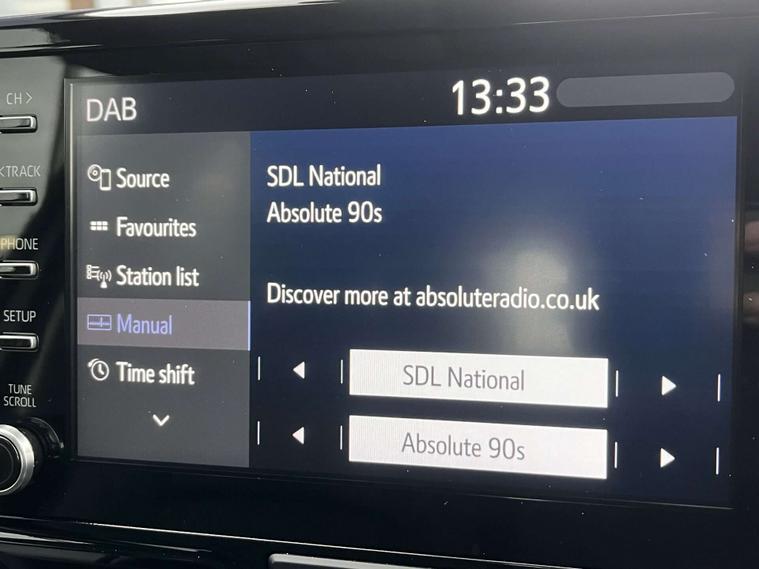 CH >
DAB
13:33
< TRACK
PHONE
SETUP
TUNE
SCROLL
Source
Favourites
Station list
Manual
Time shift
SDL National
Absolute 90s
Discover more at absoluteradio.co.uk
SDL National
Absolute 90s